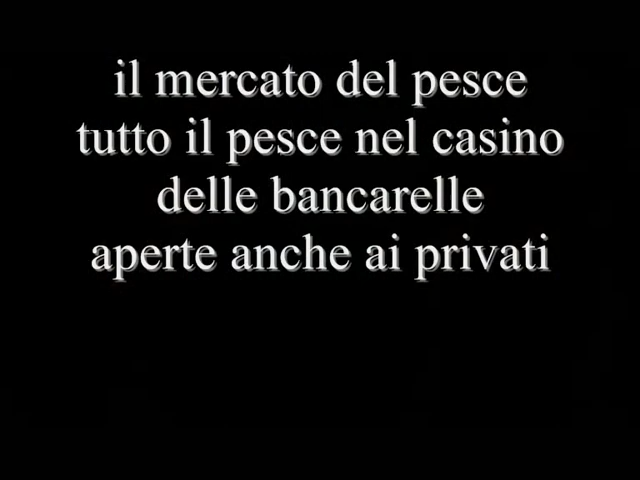 il mercato del pesce
tutto il pesce nel casino
delle bancarelle
aperte anche ai privati